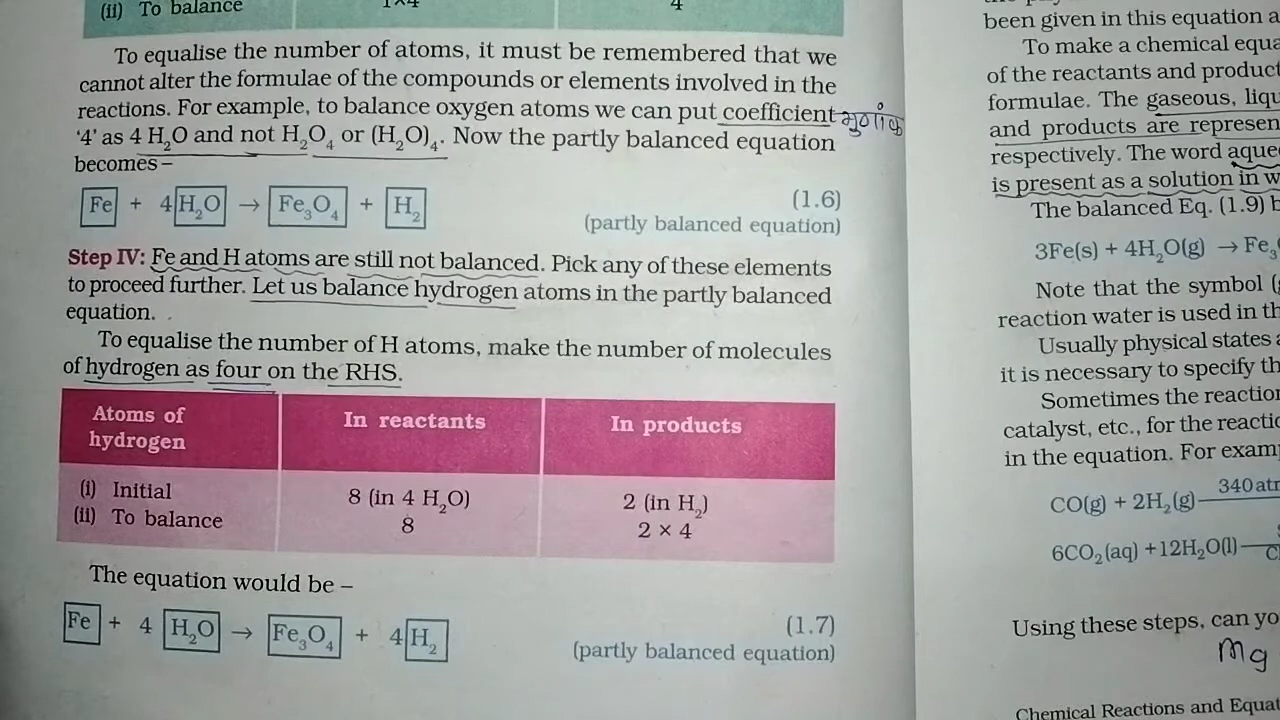 (ii) To balance 1×4 4
To equalise the number of atoms, it must be remembered that we
cannot alter the formulae of the compounds or elements involved in the
reactions. For example, to balance oxygen atoms we can put coefficient गुणांक
‘4’ as 4 H₂O and not H₂O₄ or (H₂O)₄. Now the partly balanced equation
becomes–
Fe + 4 H₂O → Fe₃O₄ + H₂ (1.6)
(partly balanced equation)
Step IV: Fe and H atoms are still not balanced. Pick any of these elements
to proceed further. Let us balance hydrogen atoms in the partly balanced
equation.
To equalise the number of H atoms, make the number of molecules
of hydrogen as four on the RHS.
Atoms of hydrogen In reactants In products
(i) Initial 8 (in 4 H₂O) 2 (in H₂)
(ii) To balance 8 2 × 4
The equation would be –
Fe + 4 H₂O → Fe₃O₄ + 4 H₂ (1.7)
(partly balanced equation)
been given in this equation a
To make a chemical equa
of the reactants and product
formulae. The gaseous, liqu
and products are represen
respectively. The word aque
is present as a solution in w
The balanced Eq. (1.9) b
3Fe(s) + 4H₂O(g) → Fe₃
Note that the symbol (
reaction water is used in th
Usually physical states a
it is necessary to specify th
Sometimes the reaction
catalyst, etc., for the reactio
in the equation. For examp
CO(g) + 2H₂(g) 340 atm
6CO₂(aq) +12H₂O(l)
Using these steps, can yo
Mg
Chemical Reactions and Equat